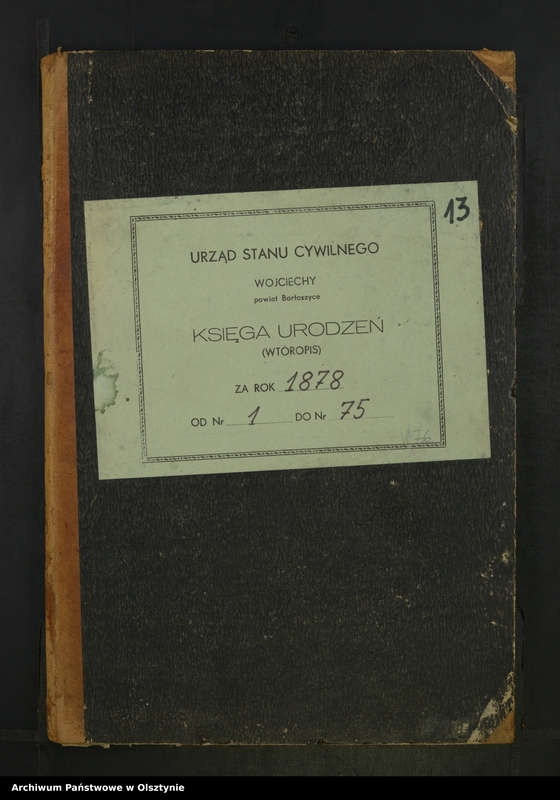 13
URZĄD STANU CYWILNEGO
WOJCIECHY
powiat Bartoszyce
KSIĘGA URODZEŃ
(WTÓROPIS)
ZA ROK 1878
OD Nr 1 DO Nr 75
Archiwum Państwowe w Olsztynie